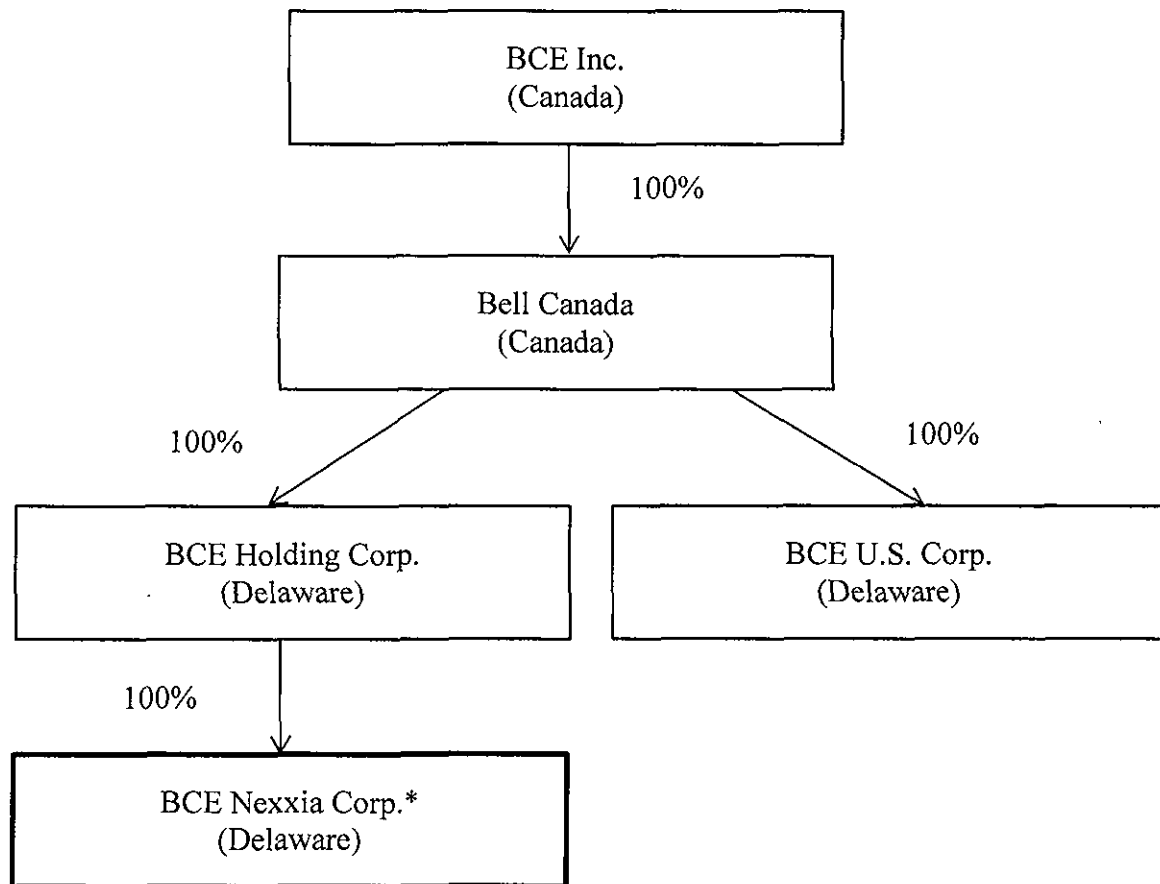 BCE Inc.
(Canada)
100%
Bell Canada
(Canada)
100%
100%
BCE Holding Corp.
(Delaware)
BCE U.S. Corp.
(Delaware)
100%
BCE Nexxia Corp.*
(Delaware)